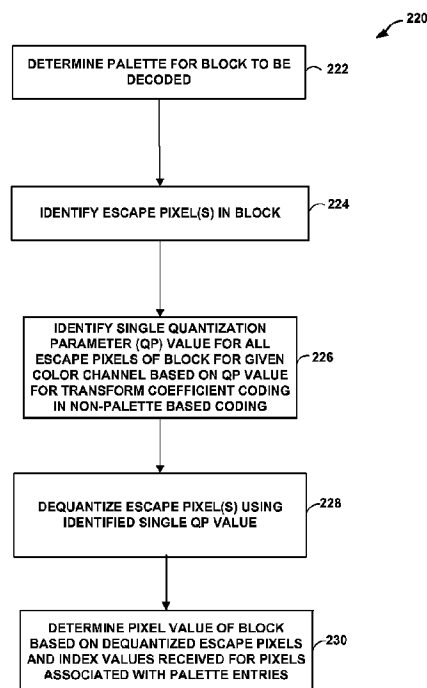 220
DETERMINE PALETTE FOR BLOCK TO BE
DECODED
222
IDENTIFY ESCAPE PIXEL(S) IN BLOCK
224
IDENTIFY SINGLE QUANTIZATION
PARAMETER (QP) VALUE FOR ALL
ESCAPE PIXELS OF BLOCK FOR GIVEN
COLOR CHANNEL BASED ON QP VALUE
FOR TRANSFORM COEFFICIENT CODING
IN NON-PALETTE BASED CODING
226
DEQUANTIZE ESCAPE PIXEL(S) USING
IDENTIFIED SINGLE QP VALUE
228
DETERMINE PIXEL VALUE OF BLOCK
BASED ON DEQUANTIZED ESCAPE PIXELS
AND INDEX VALUES RECEIVED FOR PIXELS
ASSOCIATED WITH PALETTE ENTRIES
230